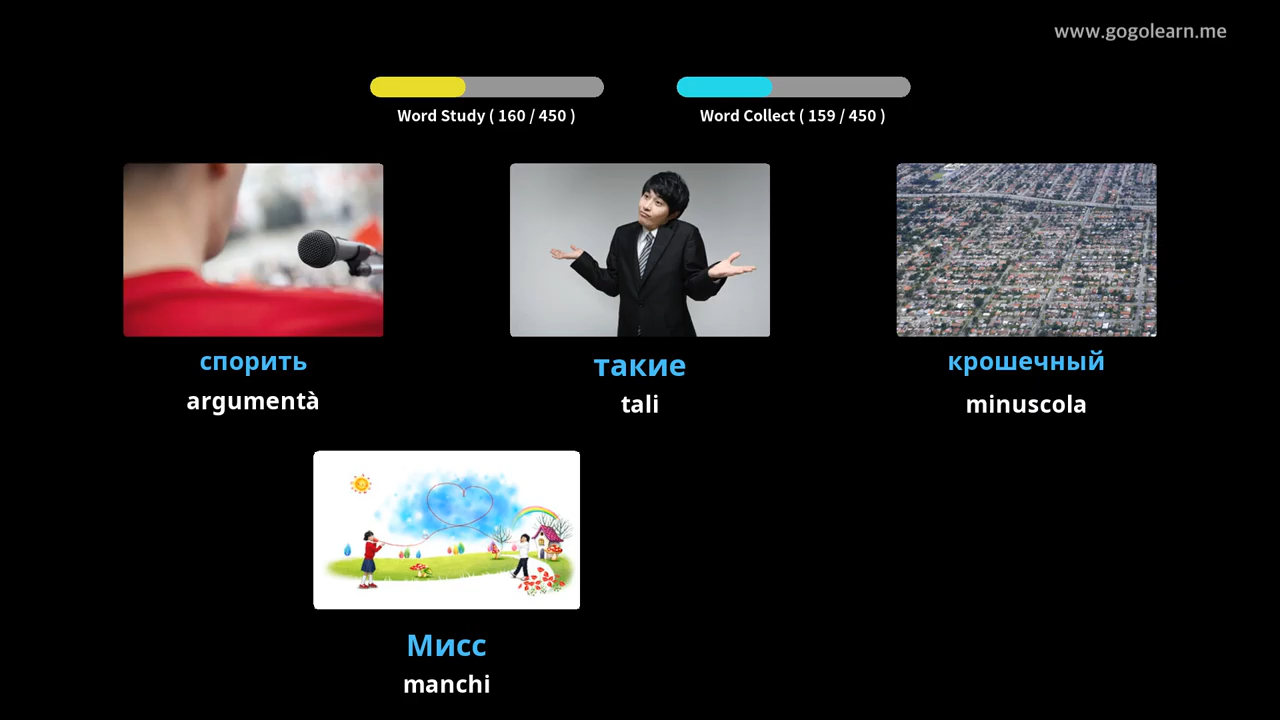 www.gogolearn.me
Word Study ( 160 / 450 )
Word Collect ( 159 / 450 )
спорить
argumentà
такие
tali
крошечный
minuscola
Мисс
manchi